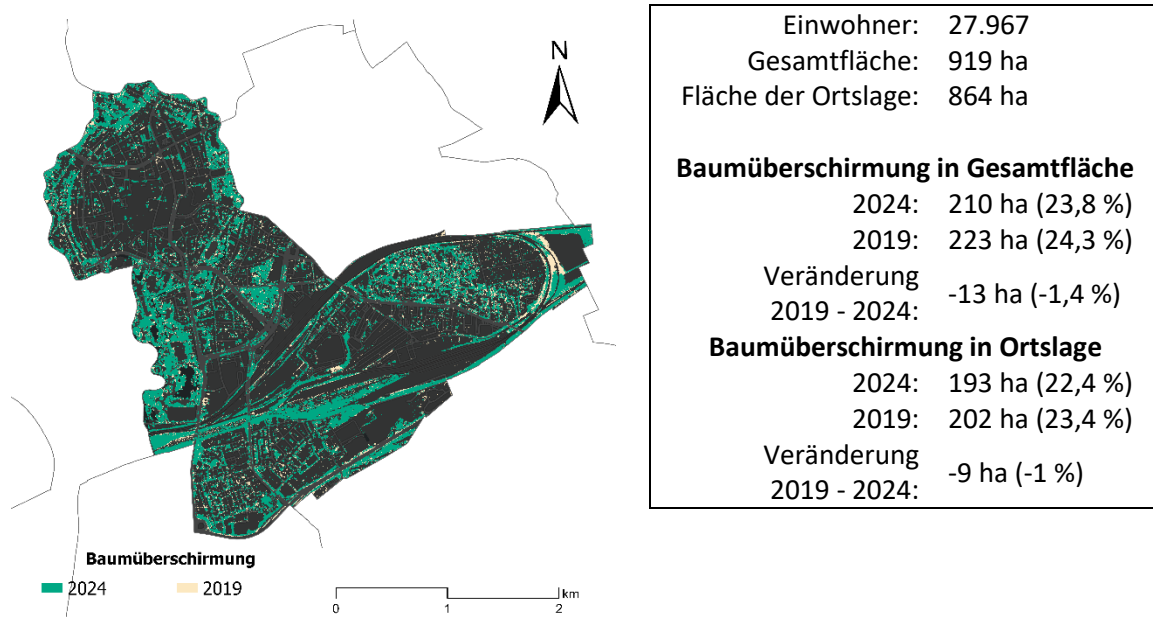 N
Baumüberschirmung
2024 2019
0 1 2 km
Einwohner: 27.967
Gesamtfläche: 919 ha
Fläche der Ortslage: 864 ha
Baumüberschirmung in Gesamtfläche
2024: 210 ha (23,8 %)
2019: 223 ha (24,3 %)
Veränderung
2019 - 2024: -13 ha (-1,4 %)
Baumüberschirmung in Ortslage
2024: 193 ha (22,4 %)
2019: 202 ha (23,4 %)
Veränderung
2019 - 2024: -9 ha (-1 %)